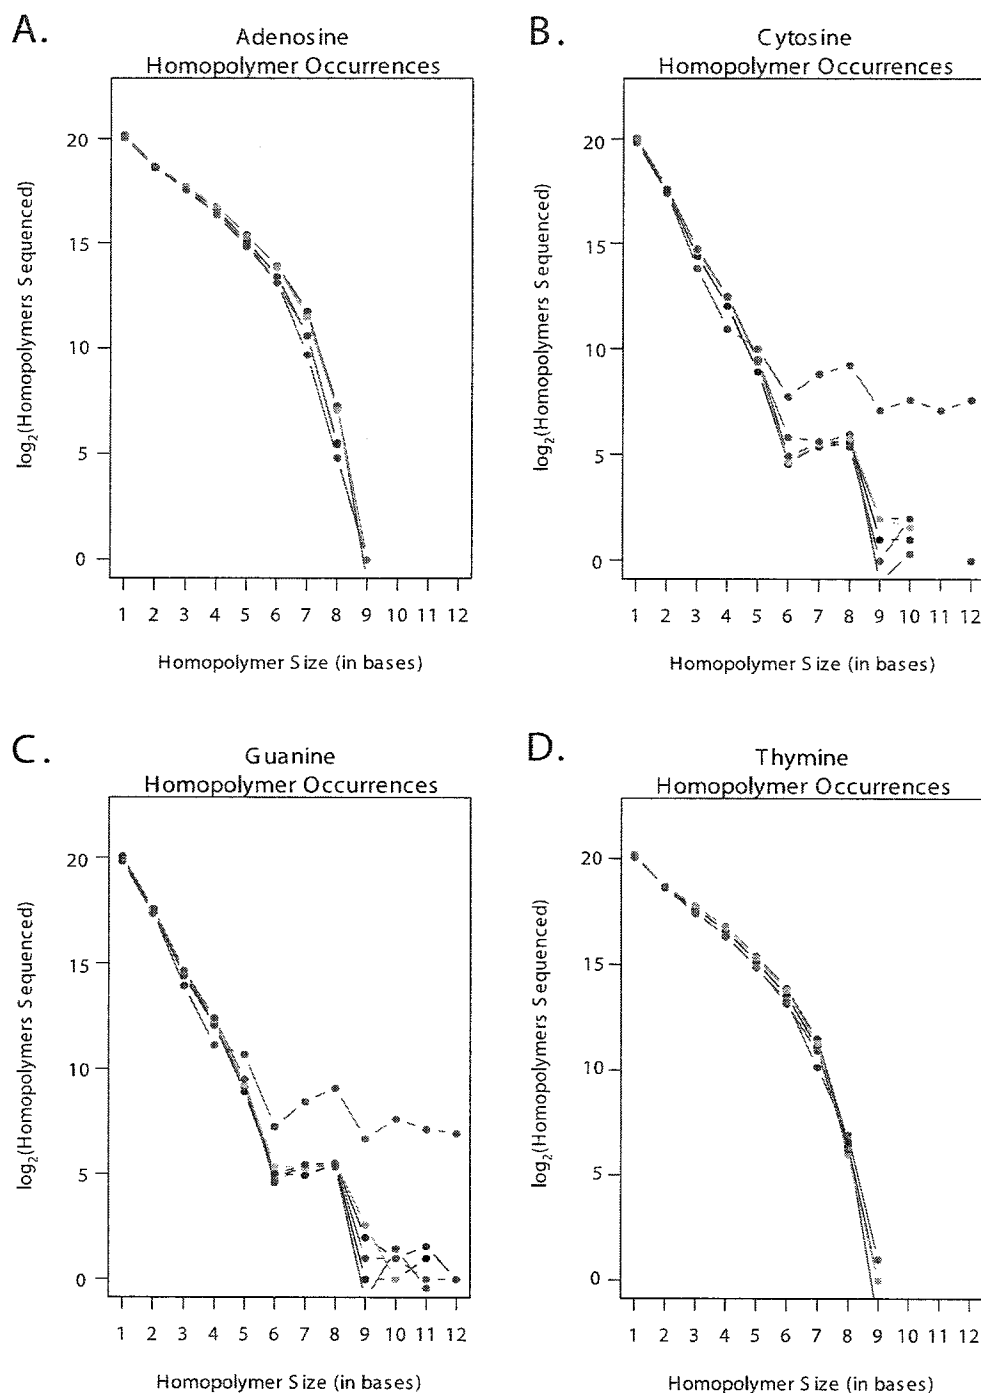 A.
Adenosine
Homopolymer Occurrences
log2(Homopolymers Sequenced)
20
15
10
5
0
1 2 3 4 5 6 7 8 9 10 11 12
Homopolymer Size (in bases)
B.
Cytosine
Homopolymer Occurrences
log2(Homopolymers Sequenced)
20
15
10
5
0
1 2 3 4 5 6 7 8 9 10 11 12
Homopolymer Size (in bases)
C.
Guanine
Homopolymer Occurrences
log2(Homopolymers Sequenced)
20
15
10
5
0
1 2 3 4 5 6 7 8 9 10 11 12
Homopolymer Size (in bases)
D.
Thymine
Homopolymer Occurrences
log2(Homopolymers Sequenced)
20
15
10
5
0
1 2 3 4 5 6 7 8 9 10 11 12
Homopolymer Size (in bases)